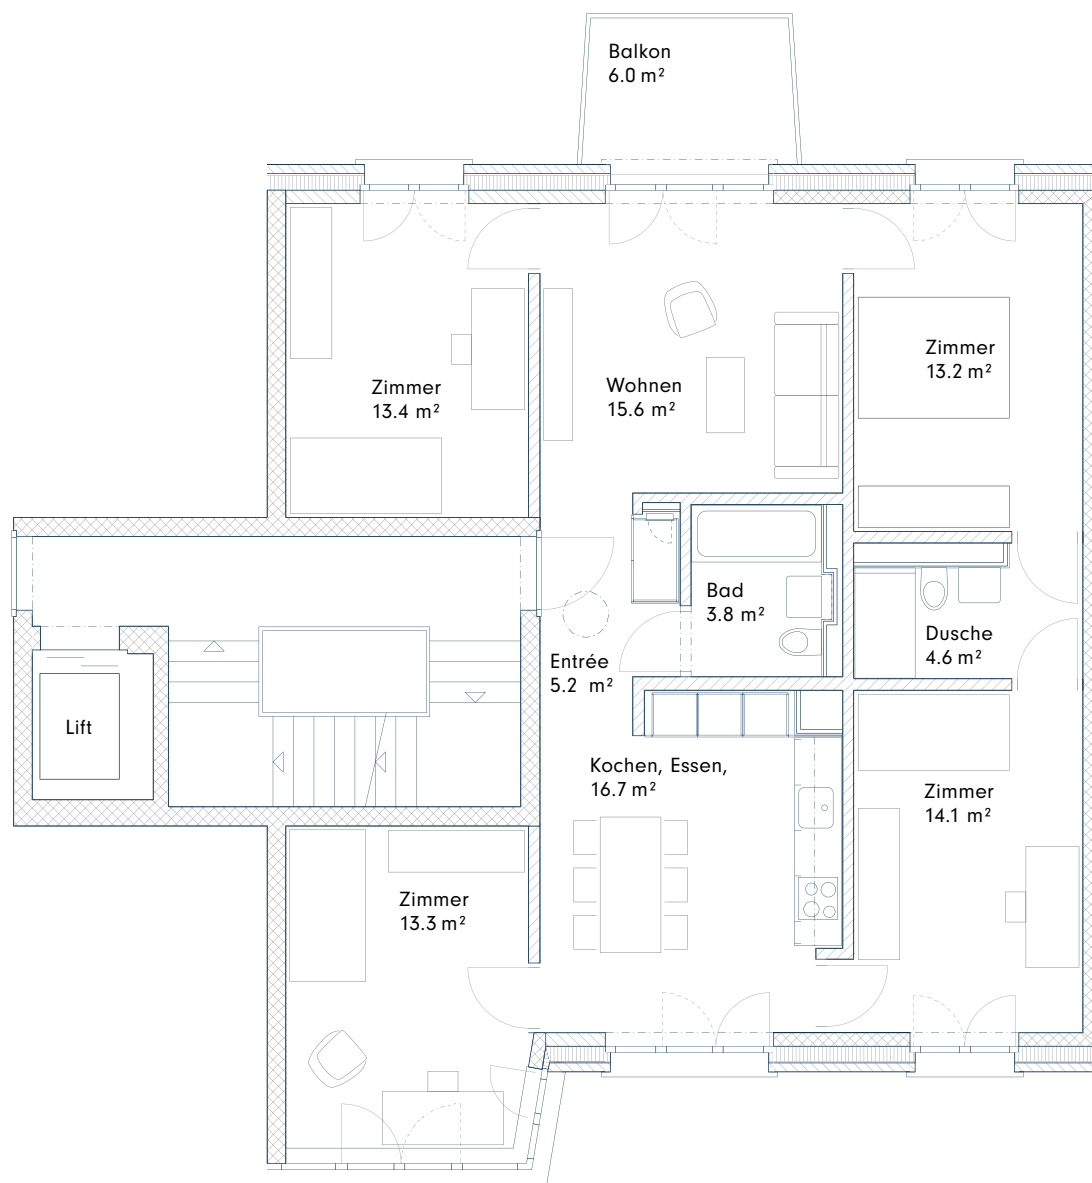 Balkon
6.0 m²
Zimmer
13.4 m²
Wohnen
15.6 m²
Zimmer
13.2 m²
Bad
3.8 m²
Dusche
4.6 m²
Entrée
5.2 m²
Lift
Kochen, Essen,
16.7 m²
Zimmer
14.1 m²
Zimmer
13.3 m²